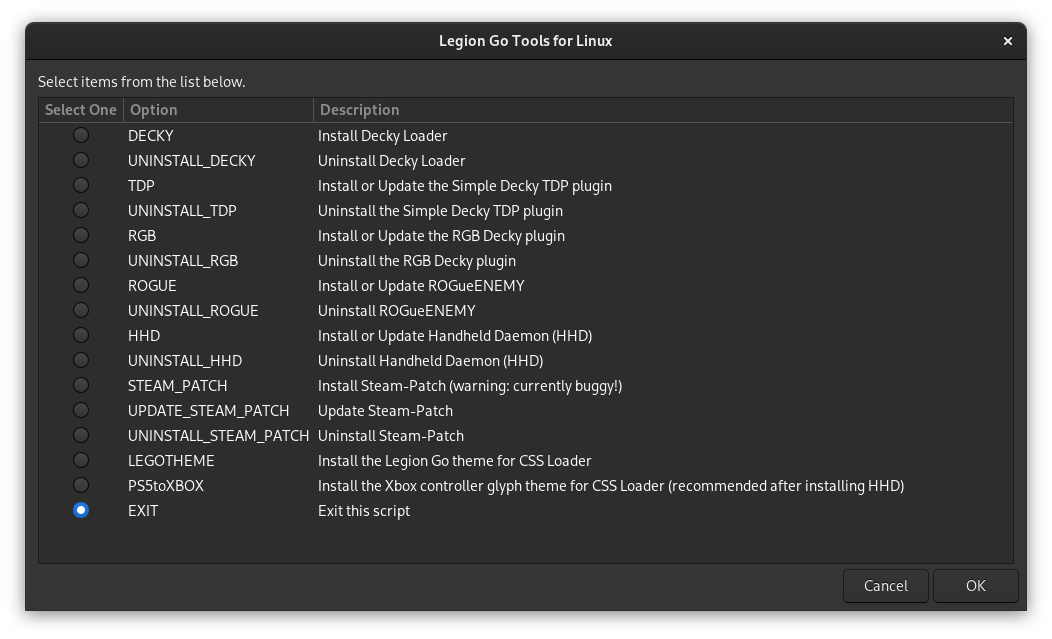 Legion Go Tools for Linux
Select items from the list below.
Select One Option Description
DECKY Install Decky Loader
UNINSTALL_DECKY Uninstall Decky Loader
TDP Install or Update the Simple Decky TDP plugin
UNINSTALL_TDP Uninstall the Simple Decky TDP plugin
RGB Install or Update the RGB Decky plugin
UNINSTALL_RGB Uninstall the RGB Decky plugin
ROGUE Install or Update ROGueENEMY
UNINSTALL_ROGUE Uninstall ROGueENEMY
HHD Install or Update Handheld Daemon (HHD)
UNINSTALL_HHD Uninstall Handheld Daemon (HHD)
STEAM_PATCH Install Steam-Patch (warning: currently buggy!)
UPDATE_STEAM_PATCH Update Steam-Patch
UNINSTALL_STEAM_PATCH Uninstall Steam-Patch
LEGOTHEME Install the Legion Go theme for CSS Loader
PS5toXBOX Install the Xbox controller glyph theme for CSS Loader (recommended after installing HHD)
EXIT Exit this script
Cancel OK